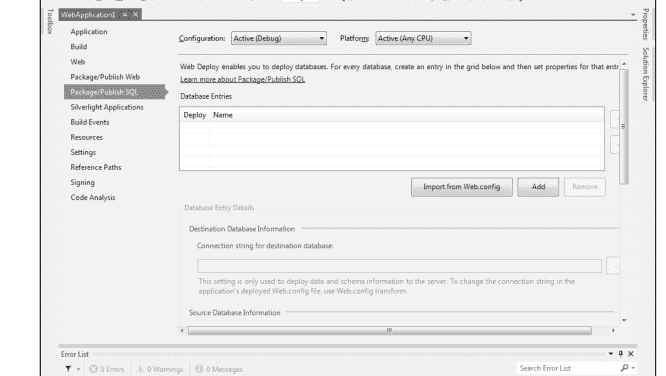 Toolbox
WebApplication1
Properties
Solution Explorer
Application
Build
Web
Package/Publish Web
Package/Publish SQL
Silverlight Applications
Build Events
Resources
Settings
Reference Paths
Signing
Code Analysis
Configuration: Active (Debug) Platform: Active (Any CPU)
Web Deploy enables you to deploy databases. For every database, create an entry in the grid below and then set properties for that entr
Learn more about Package/Publish SQL
Database Entries
Deploy Name
Import from Web.config Add Remove
Database Entry Details
Destination Database Information
Connection string for destination database:
...
This setting is only used to deploy data and schema information to the server. To change the connection string in the
application's deployed Web.config file, use Web.config transform.
Source Database Information
Error List
0 Errors 0 Warnings 0 Messages Search Error List